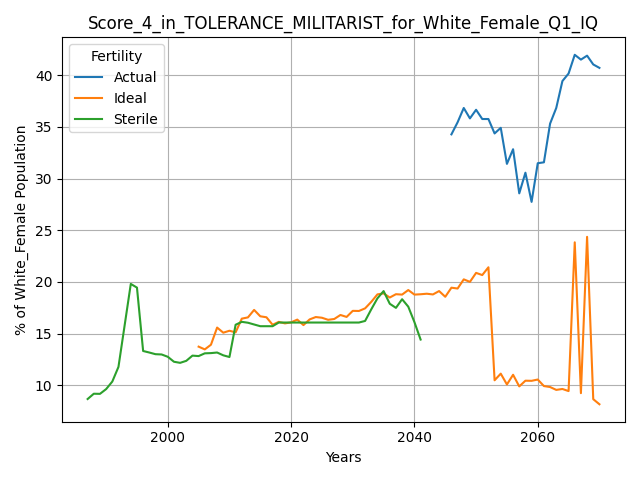 Score_4_in_TOLERANCE_MILITARIST_for_White_Female_Q1_IQ
Fertility
Actual
Ideal
Sterile
% of White_Female Population
40
35
30
25
20
15
10
2000
2020
2040
2060
Years